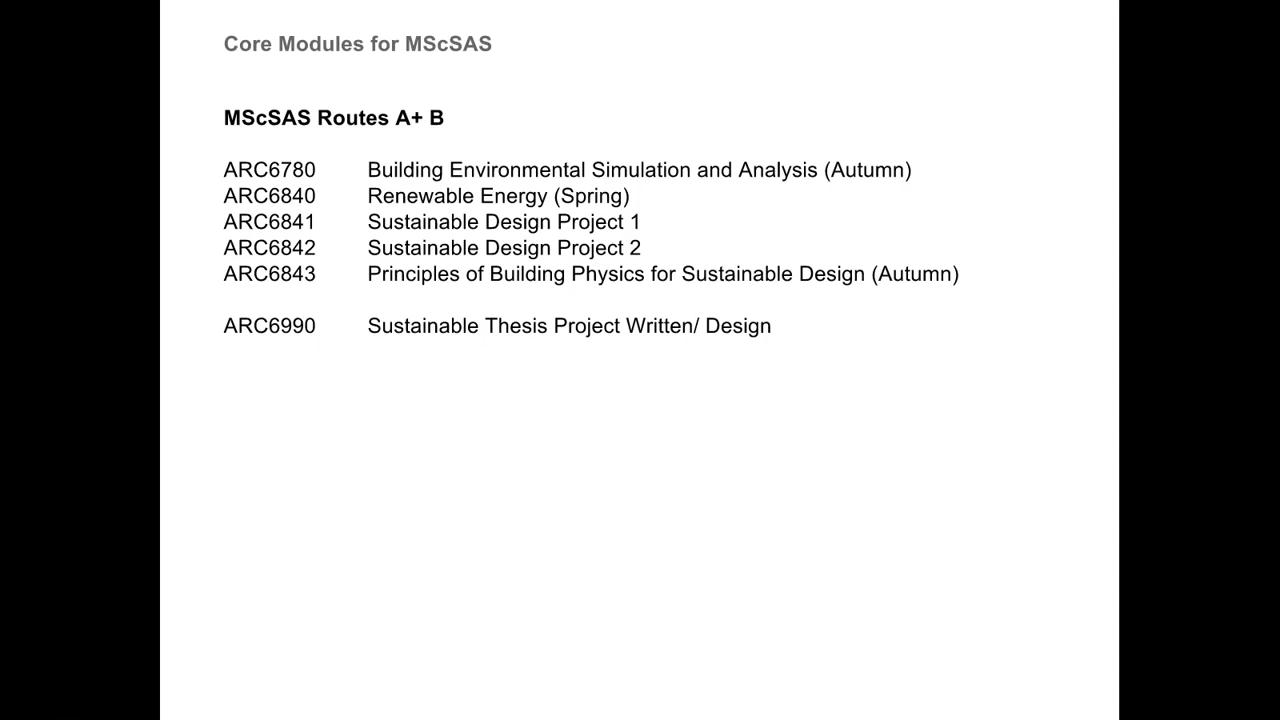 Core Modules for MScSAS
MScSAS Routes A+ B
ARC6780 Building Environmental Simulation and Analysis (Autumn)
ARC6840 Renewable Energy (Spring)
ARC6841 Sustainable Design Project 1
ARC6842 Sustainable Design Project 2
ARC6843 Principles of Building Physics for Sustainable Design (Autumn)
ARC6990 Sustainable Thesis Project Written/ Design